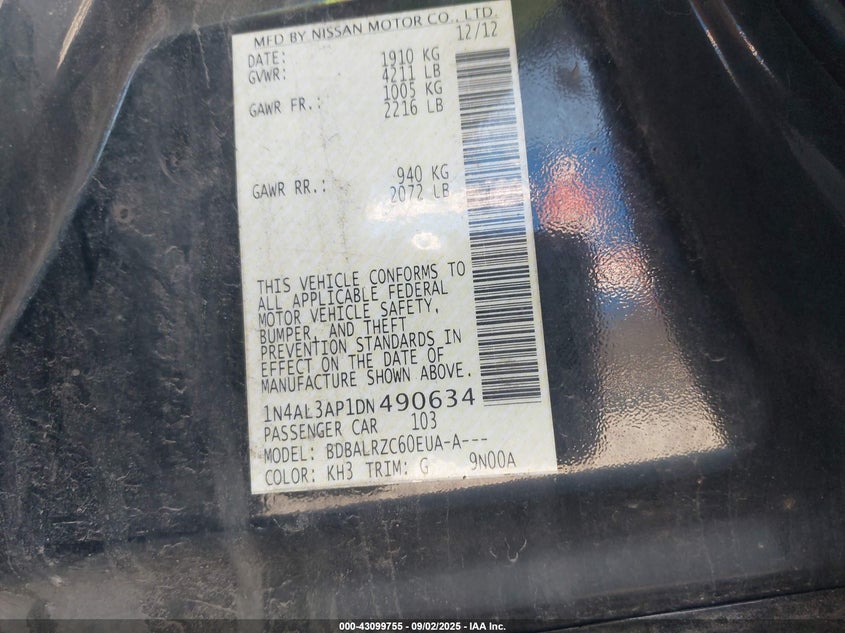 MFD BY NISSAN MOTOR CO., LTD.
DATE: 12/12
GVWR: 1910 KG
4211 LB
GAWR FR.: 1005 KG
2216 LB
GAWR RR.: 940 KG
2072 LB
THIS VEHICLE CONFORMS TO
ALL APPLICABLE FEDERAL
MOTOR VEHICLE SAFETY,
BUMPER, AND THEFT
PREVENTION STANDARDS IN
EFFECT ON THE DATE OF
MANUFACTURE SHOWN ABOVE.
1N4AL3AP1DN490634
PASSENGER CAR 103
MODEL: BDBALRZC60EUA-A---
COLOR: KH3 TRIM: G 9N00A
000-43099755 - 09/02/2025 - IAA Inc.